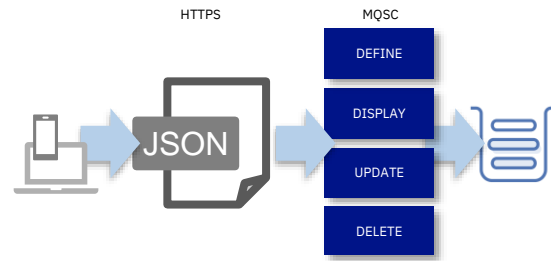 HTTPS
MQSC
JSON
DEFINE
DISPLAY
UPDATE
DELETE